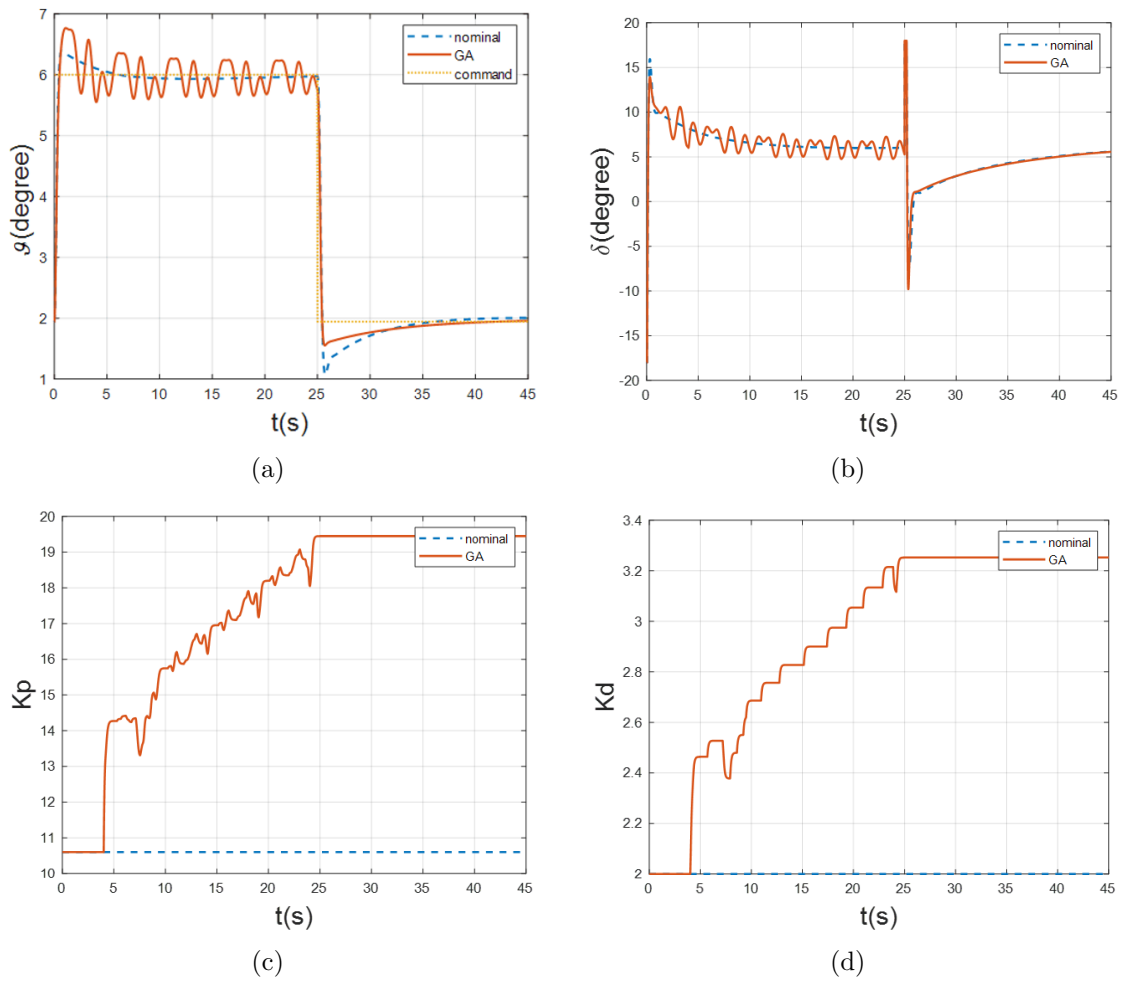 7
6
5
4
3
2
1
0 5 10 15 20 25 30 35 40 45
ϑ(degree)
t(s)
nominal
GA
command
(a)
20
15
10
5
0
-5
-10
-15
-20
0 5 10 15 20 25 30 35 40 45
δ(degree)
t(s)
nominal
GA
(b)
20
19
18
17
16
15
14
13
12
11
10
0 5 10 15 20 25 30 35 40 45
Kp
t(s)
nominal
GA
(c)
3.4
3.2
3
2.8
2.6
2.4
2.2
2
0 5 10 15 20 25 30 35 40 45
Kd
t(s)
nominal
GA
(d)